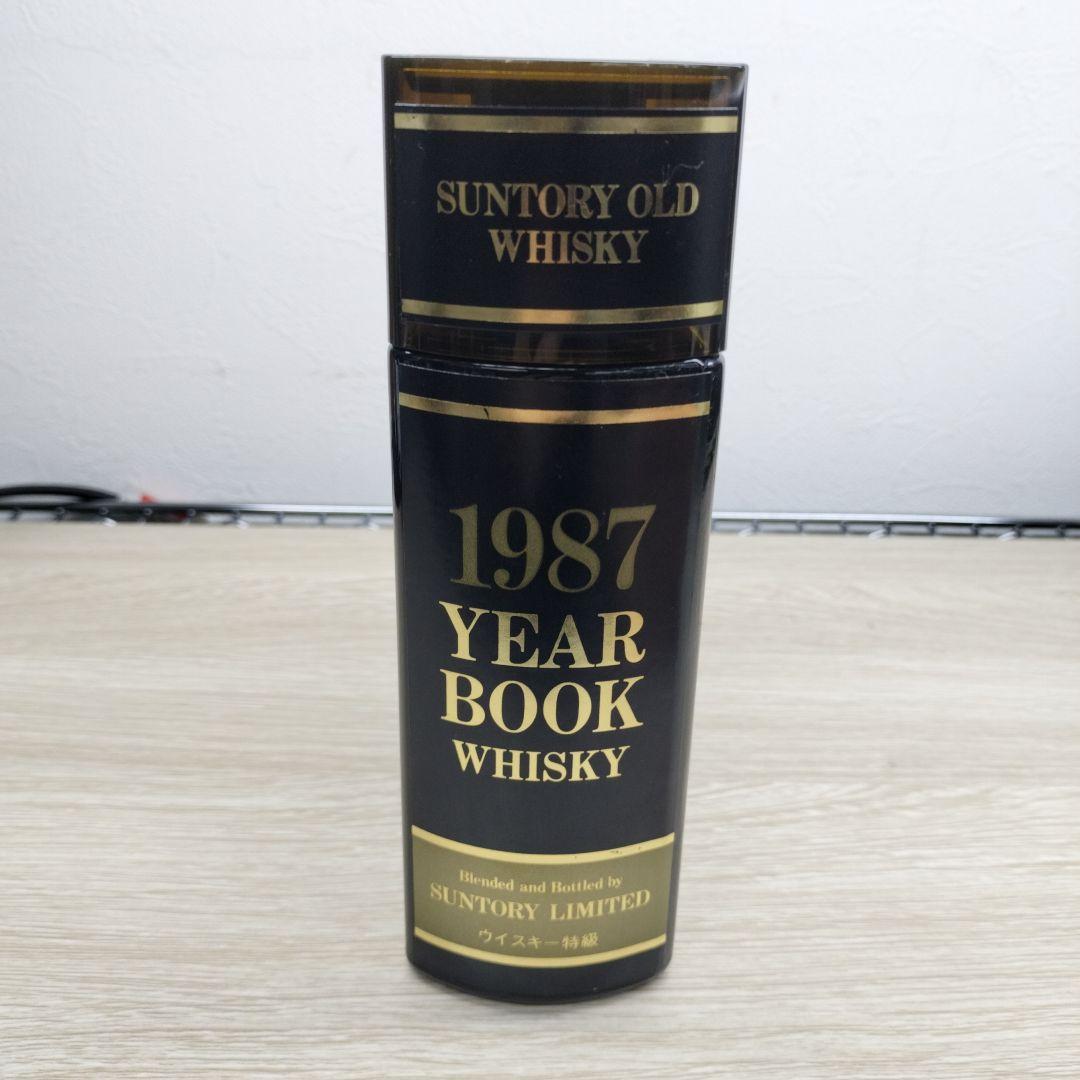 SUNTORY OLD
WHISKY
1987
YEAR
BOOK
WHISKY
Blended and Bottled by
SUNTORY LIMITED
ウイスキー特級